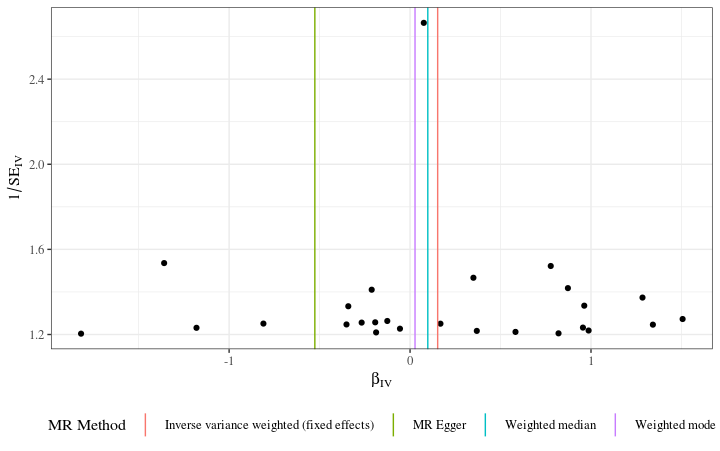 2.4
2.0
1.6
1.2
1/SE_IV
-1
0
1
β_IV
MR Method
Inverse variance weighted (fixed effects)
MR Egger
Weighted median
Weighted mode